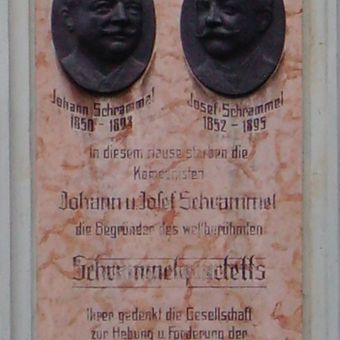 Johann Schrammel Josef Schrammel
1850 - 1893 1852 - 1895
In diesem Hause starben die
Komponisten
Johann u. Josef Schrammel
die Begründer des weltberühmten
Schrammelquartetts
Ihrer gedenkt die Gesellschaft
zur Hebung u. Förderung der